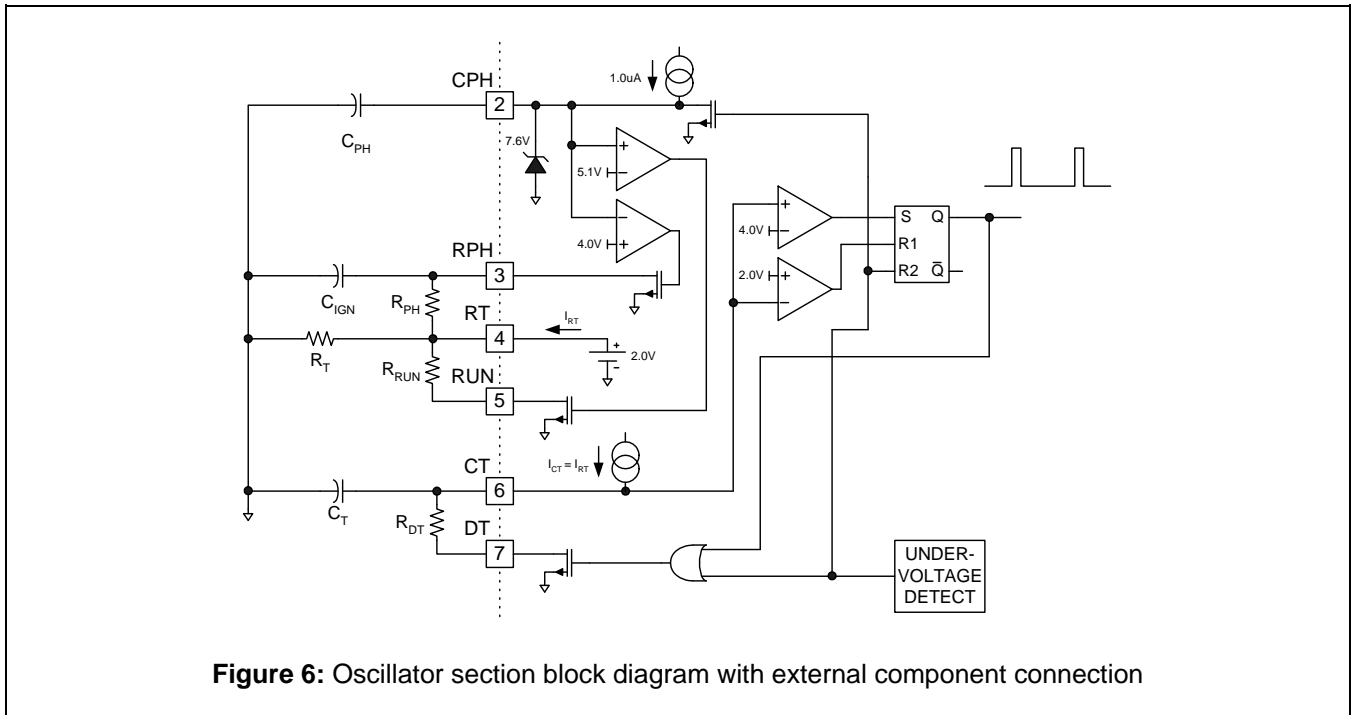 CPH
2
1.0uA
C_PH
7.6V
5.1V
+
-
-
+
4.0V
RPH
3
C_IGN
R_PH
RT
4
I_RT
+
-
2.0V
R_T
R_RUN
RUN
5
CT
6
I_CT = I_RT
C_T
R_DT
DT
7
+
-
4.0V
2.0V
+
-
S Q
R1
R2 Q̅
UNDER-
VOLTAGE
DETECT
Figure 6: Oscillator section block diagram with external component connection